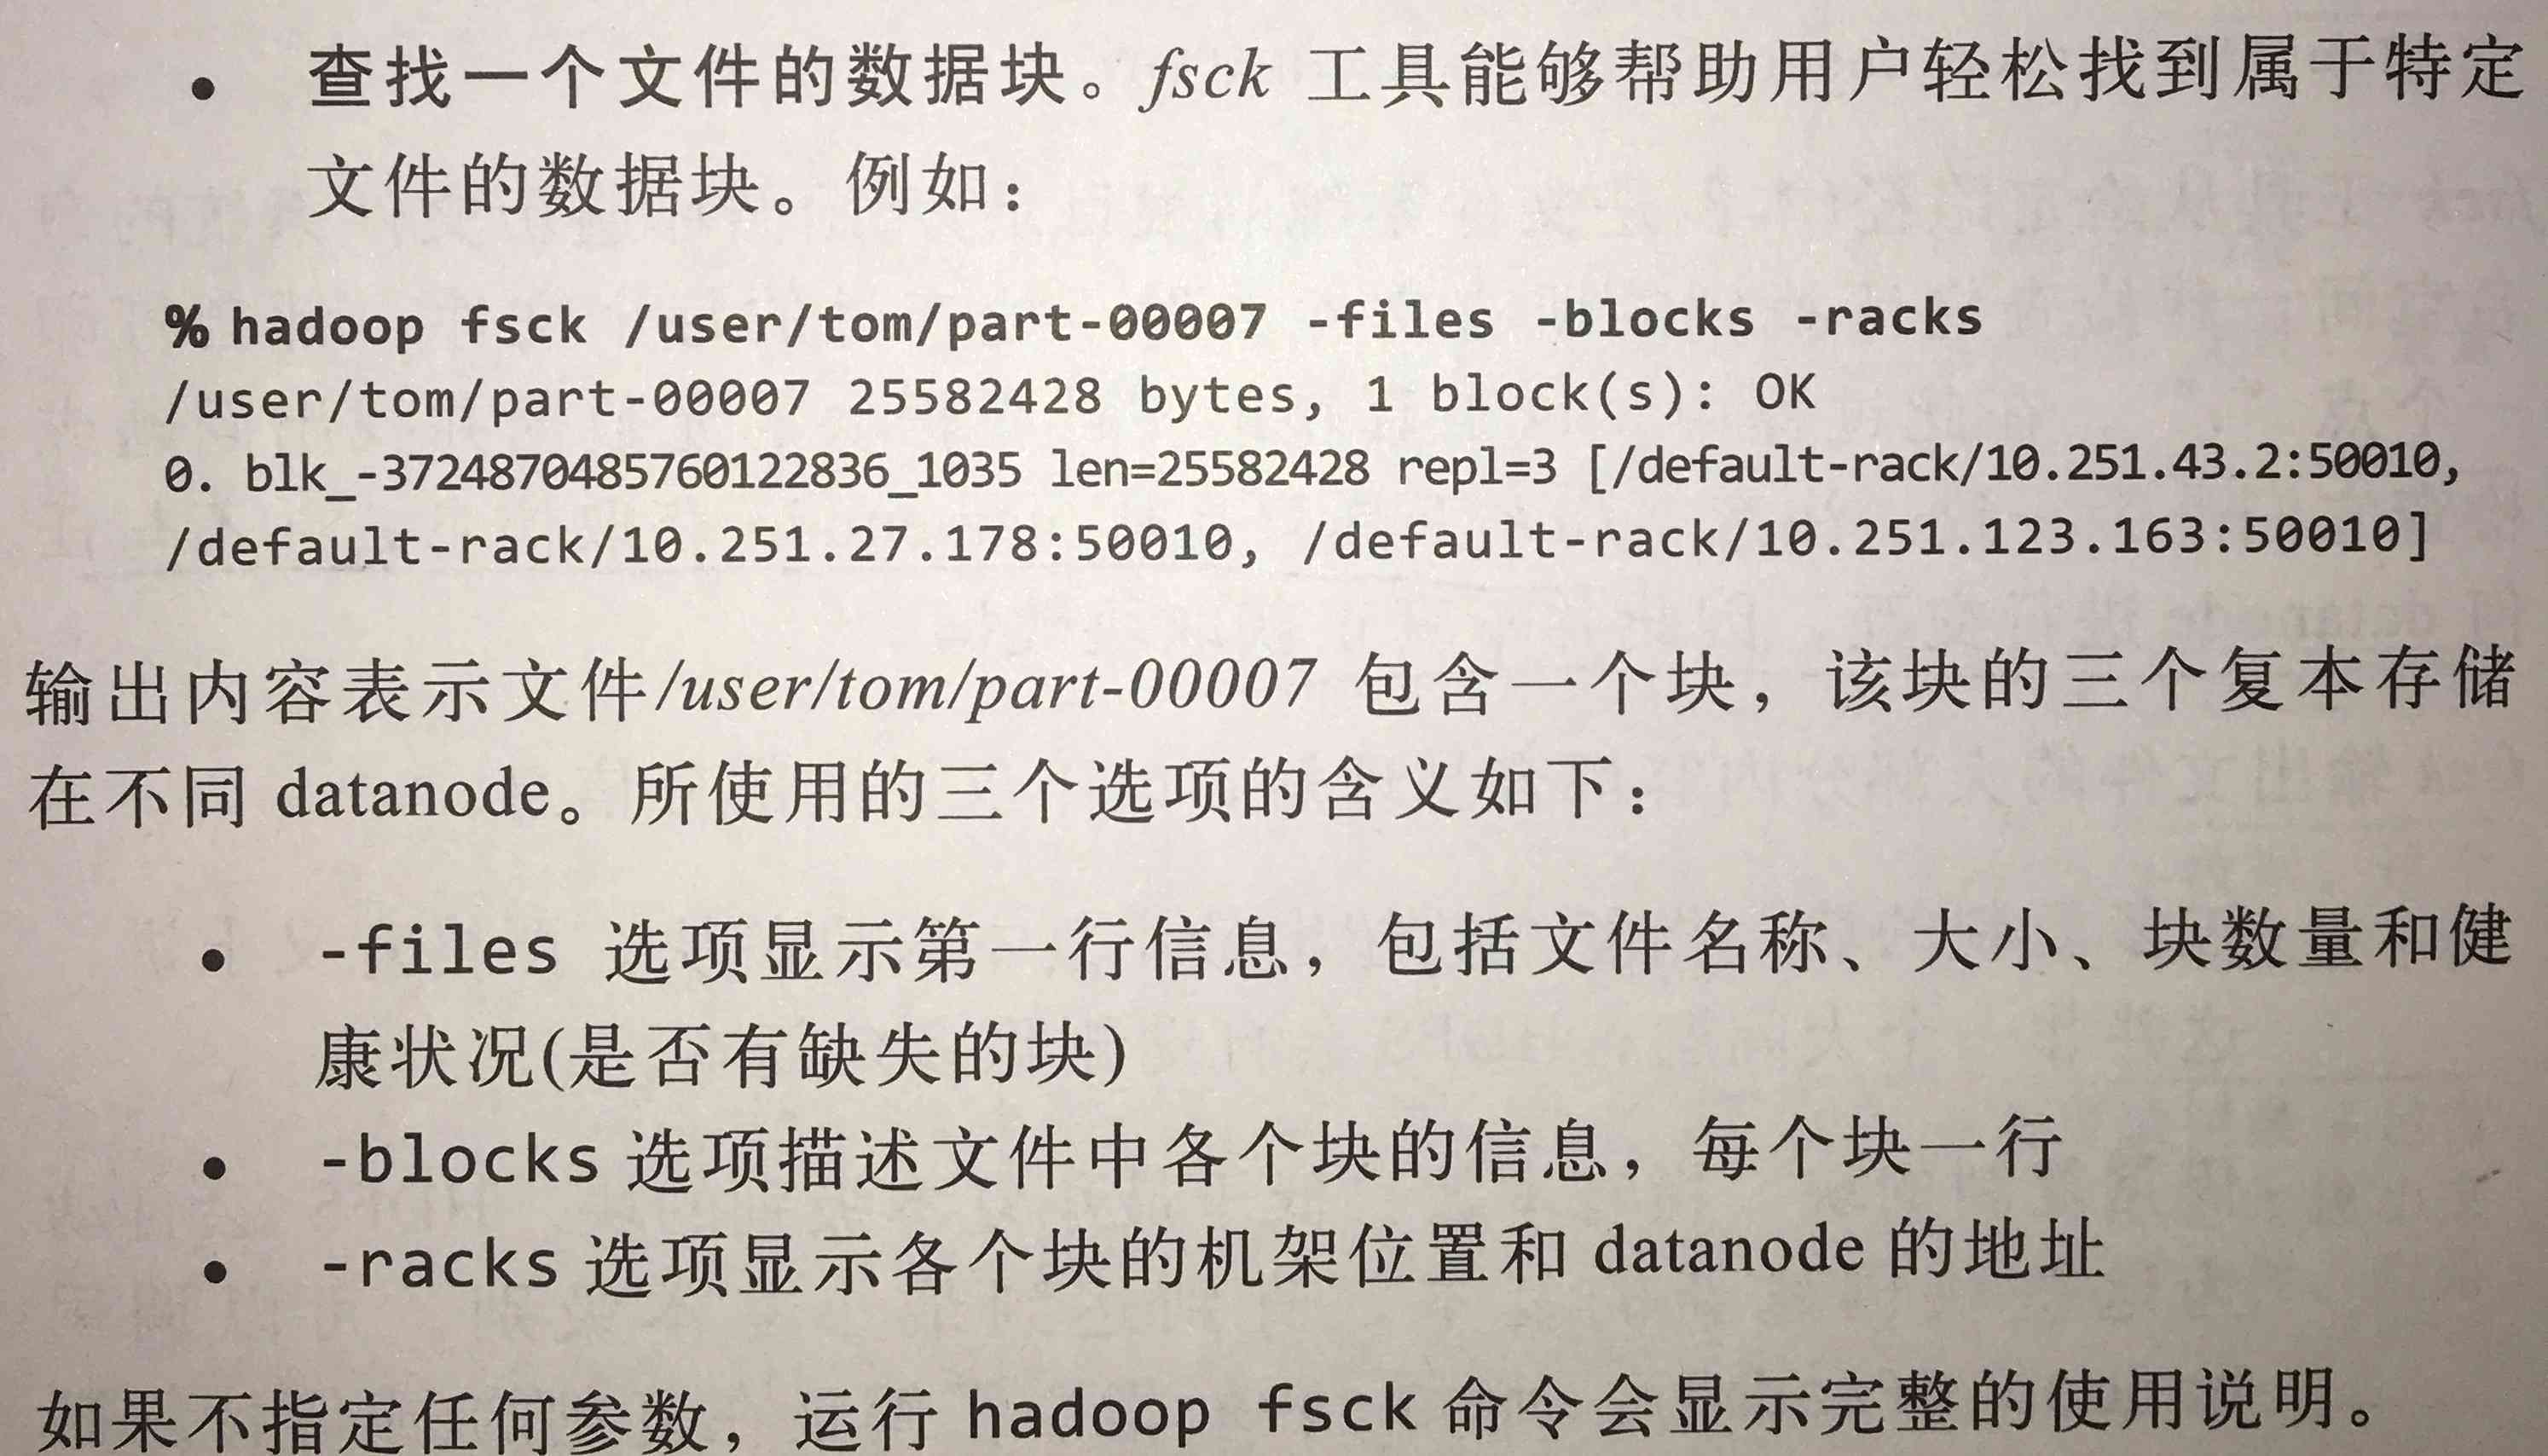 • 查找一个文件的数据块。fsck 工具能够帮助用户轻松找到属于特定
文件的数据块。例如：
% hadoop fsck /user/tom/part-00007 -files -blocks -racks
/user/tom/part-00007 25582428 bytes, 1 block(s): OK
0. blk_-3724870485760122836_1035 len=25582428 repl=3 [/default-rack/10.251.43.2:50010,
/default-rack/10.251.27.178:50010, /default-rack/10.251.123.163:50010]
输出内容表示文件/user/tom/part-00007 包含一个块，该块的三个复本存储
在不同 datanode。所使用的三个选项的含义如下：
• -files 选项显示第一行信息，包括文件名称、大小、块数量和健
康状况(是否有缺失的块)
• -blocks 选项描述文件中各个块的信息，每个块一行
• -racks 选项显示各个块的机架位置和 datanode 的地址
如果不指定任何参数，运行 hadoop fsck 命令会显示完整的使用说明。